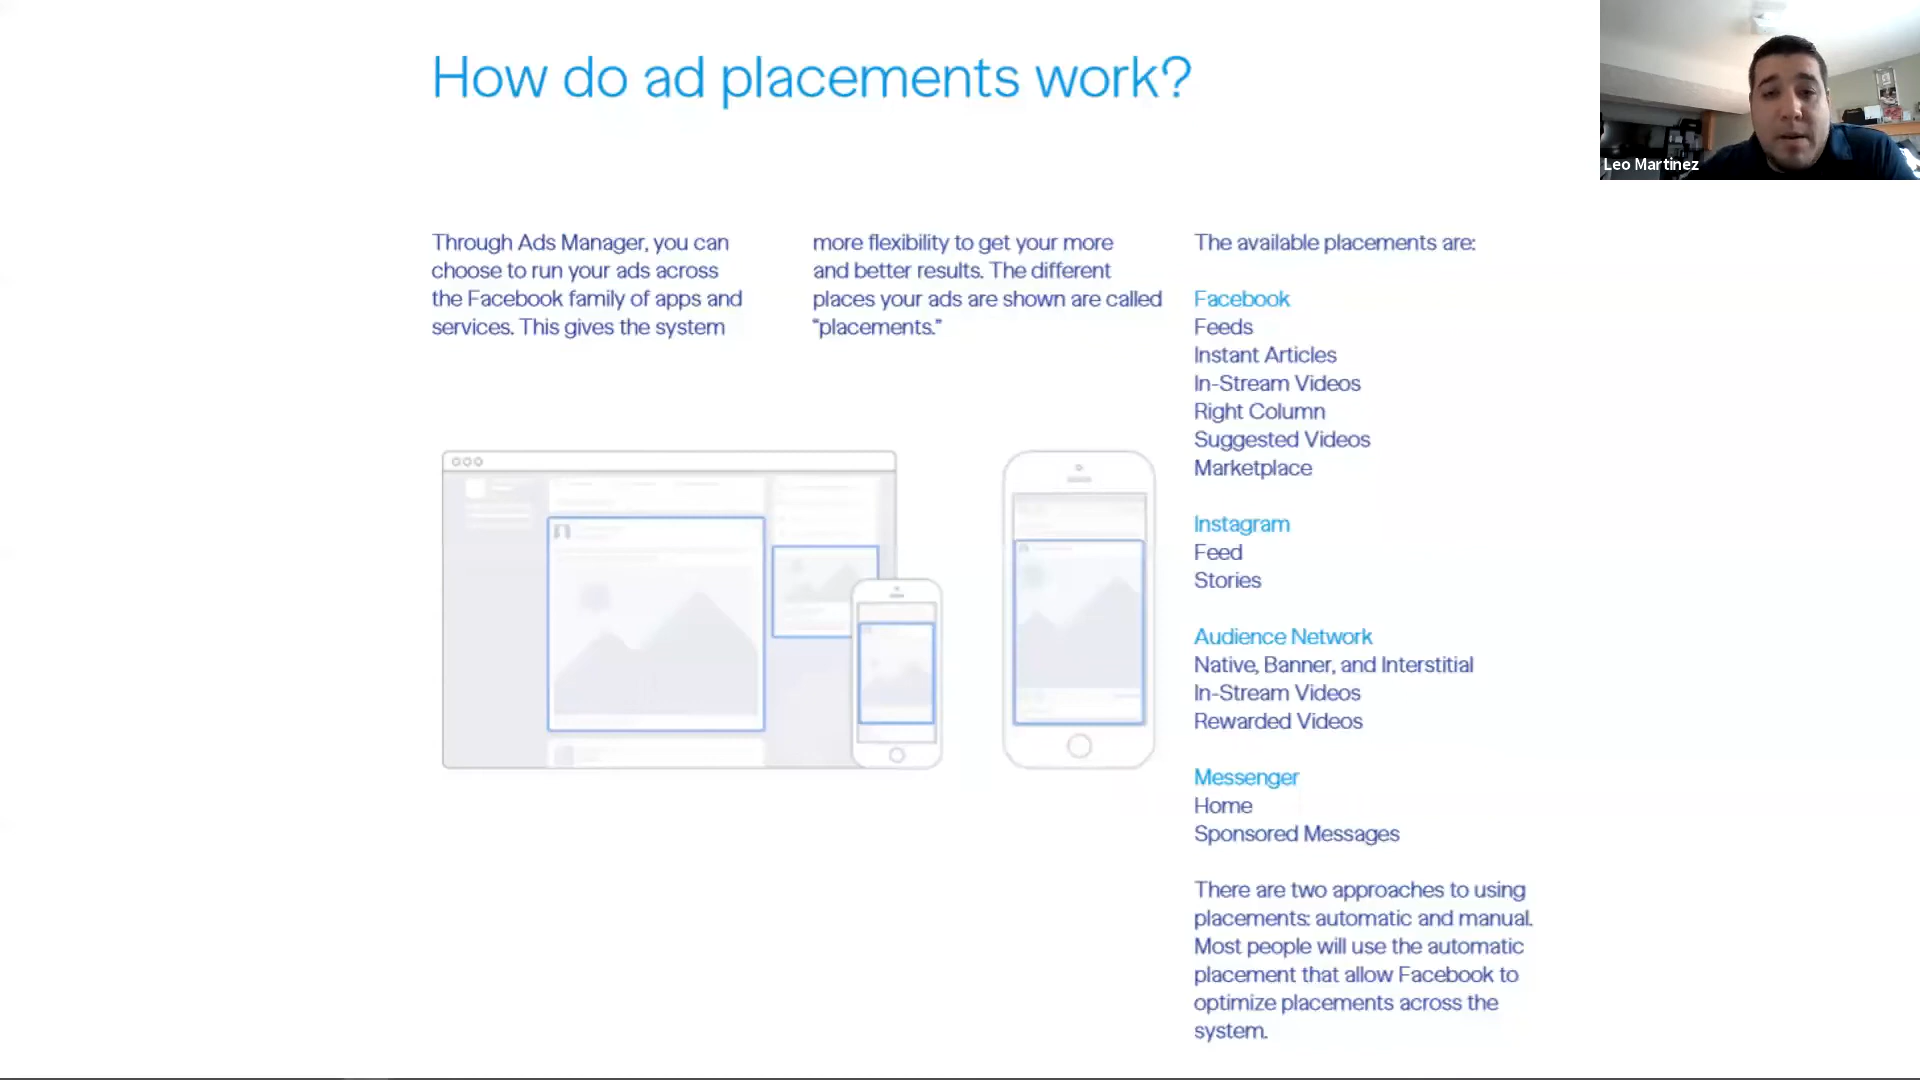 How do ad placements work?
Leo Martinez
Through Ads Manager, you can
choose to run your ads across
the Facebook family of apps and
services. This gives the system
more flexibility to get your more
and better results. The different
places your ads are shown are called
“placements.”
The available placements are:
Facebook
Feeds
Instant Articles
In-Stream Videos
Right Column
Suggested Videos
Marketplace
Instagram
Feed
Stories
Audience Network
Native, Banner, and Interstitial
In-Stream Videos
Rewarded Videos
Messenger
Home
Sponsored Messages
There are two approaches to using
placements: automatic and manual.
Most people will use the automatic
placement that allow Facebook to
optimize placements across the
system.